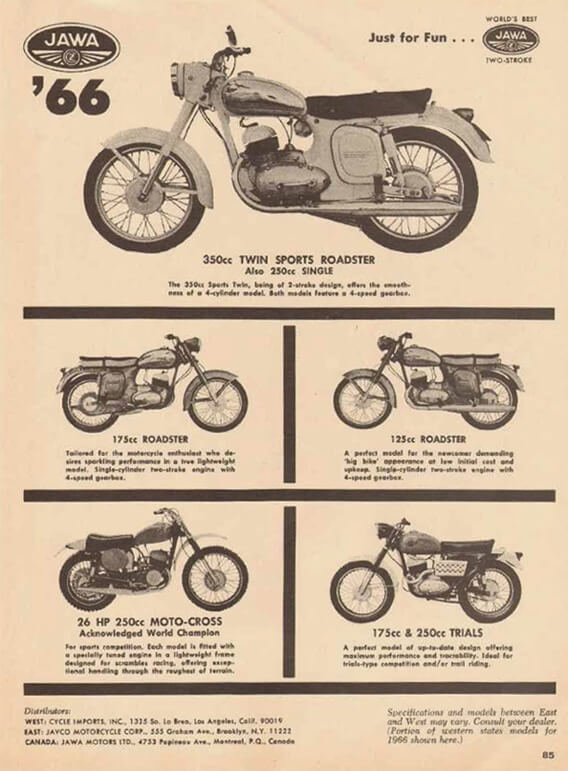 JAWA
CZ
'66
Just for Fun . . .
WORLD'S BEST
JAWA
CZ
TWO-STROKE
350cc TWIN SPORTS ROADSTER
Also 250cc SINGLE
The 350cc Sports Twin, being of 2-stroke design, offers the smooth-
ness of a 4-cylinder model. Both models feature a 4-speed gearbox.
175cc ROADSTER
Tailored for the motorcycle enthusiast who de-
sires sparkling performance in a true lightweight
model. Single-cylinder two-stroke engine with
4-speed gearbox.
125cc ROADSTER
A perfect model for the newcomer demanding
'big bike' appearance at low initial cost and
upkeep. Single-cylinder two-stroke engine with
4-speed gearbox.
26 HP 250cc MOTO-CROSS
Acknowledged World Champion
For sports competition. Each model is fitted with
a specially tuned engine in a lightweight frame
designed for scrambles racing, offering excep-
tional handling through the roughest of terrain.
175cc & 250cc TRIALS
A perfect model of up-to-date design offering
maximum performance and tractability. Ideal for
trials-type competition and/or trail riding.
Distributors:
WEST: CYCLE IMPORTS, INC., 1315 So. La Brea, Los Angeles, Calif. 90019
EAST: JAYCO MOTORCYCLE CORP., 555 Graham Ave., Brooklyn, N.Y. 11222
CANADA: JAWA MOTORS LTD., 4733 Papineau Ave., Montreal, P.Q., Canada
Specifications and models between East
and West may vary. Consult your dealer.
(Portion of western states models for
1966 shown here.)
85